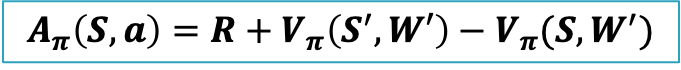 A_π(S, a) = R + V_π(S′, W′) − V_π(S, W′)